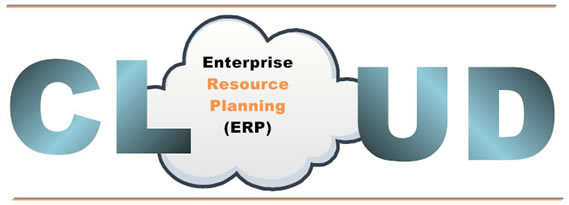 CL UD
Enterprise
Resource
Planning
(ERP)